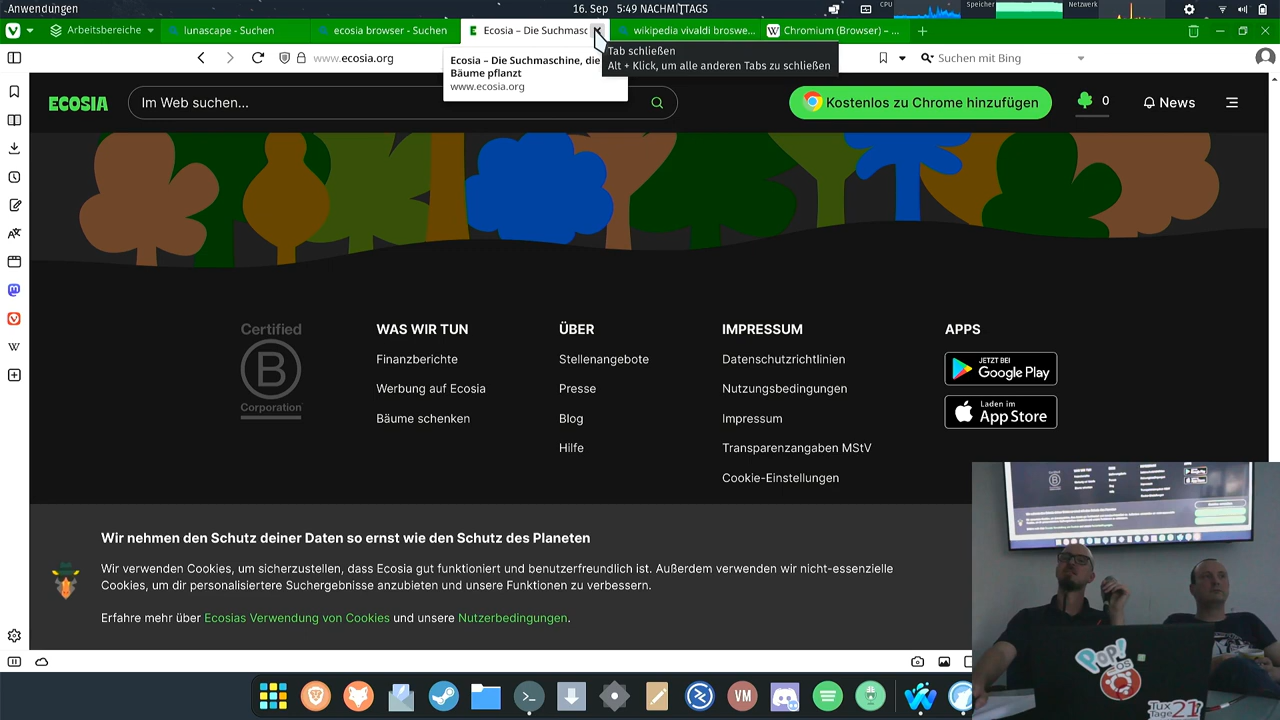 Anwendungen
16. Sep 5:49 NACHMITTAGS
CPU
Speicher
Netzwerk
Arbeitsbereiche
lunascape - Suchen
ecosia browser - Suchen
Ecosia – Die Suchmasc
wikipedia vivaldi browse...
Chromium (Browser) – ...
www.ecosia.org
Suchen mit Bing
Tab schließen
Alt + Klick, um alle anderen Tabs zu schließen
Ecosia – Die Suchmaschine, die
Bäume pflanzt
www.ecosia.org
ECOSIA
Im Web suchen...
Kostenlos zu Chrome hinzufügen
0
News
Certified
B
Corporation
WAS WIR TUN
Finanzberichte
Werbung auf Ecosia
Bäume schenken
ÜBER
Stellenangebote
Presse
Blog
Hilfe
IMPRESSUM
Datenschutzrichtlinien
Nutzungsbedingungen
Impressum
Transparenzangaben MStV
Cookie-Einstellungen
APPS
JETZT BEI
Google Play
Laden im
App Store
Wir nehmen den Schutz deiner Daten so ernst wie den Schutz des Planeten
Wir verwenden Cookies, um sicherzustellen, dass Ecosia gut funktioniert und benutzerfreundlich ist. Außerdem verwenden wir nicht-essenzielle
Cookies, um dir personalisiertere Suchergebnisse anzubieten und unsere Funktionen zu verbessern.
Erfahre mehr über Ecosias Verwendung von Cookies und unsere Nutzerbedingungen.
VM
Pop!
OS
Tux
Tage 21